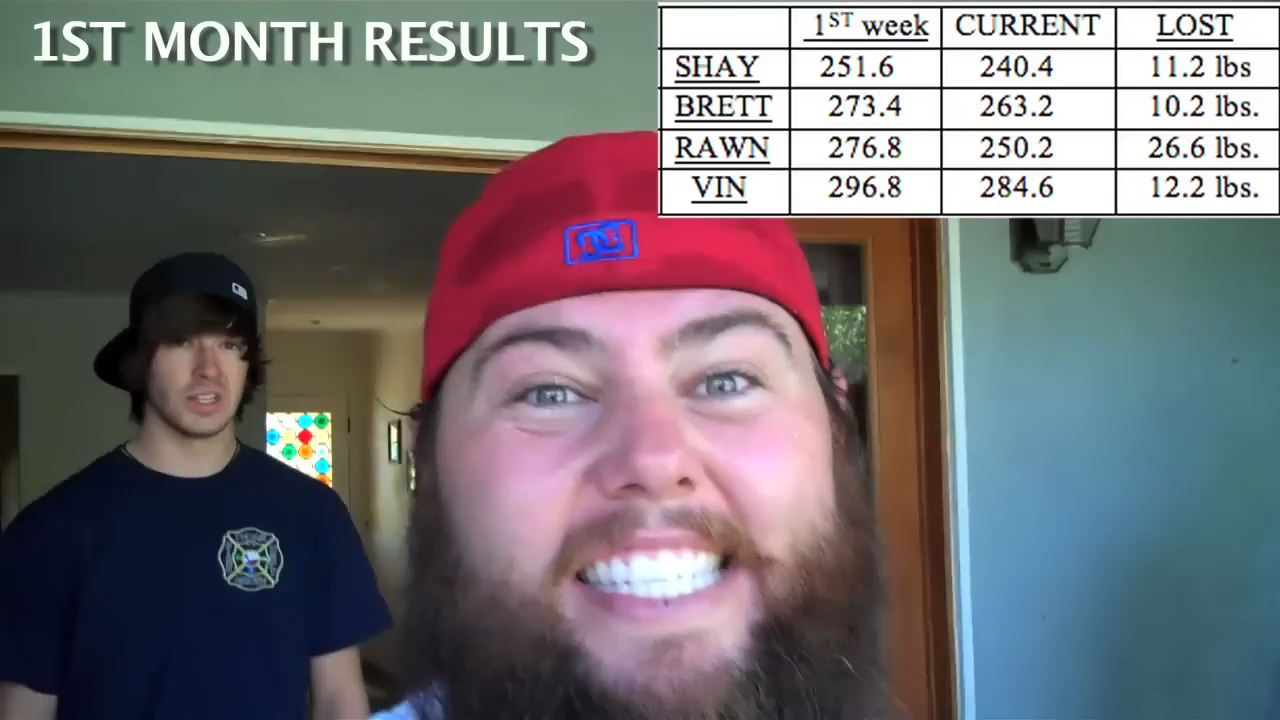 1ST MONTH RESULTS
1ST week CURRENT LOST
SHAY 251.6 240.4 11.2 lbs
BRETT 273.4 263.2 10.2 lbs.
RAWN 276.8 250.2 26.6 lbs.
VIN 296.8 284.6 12.2 lbs.